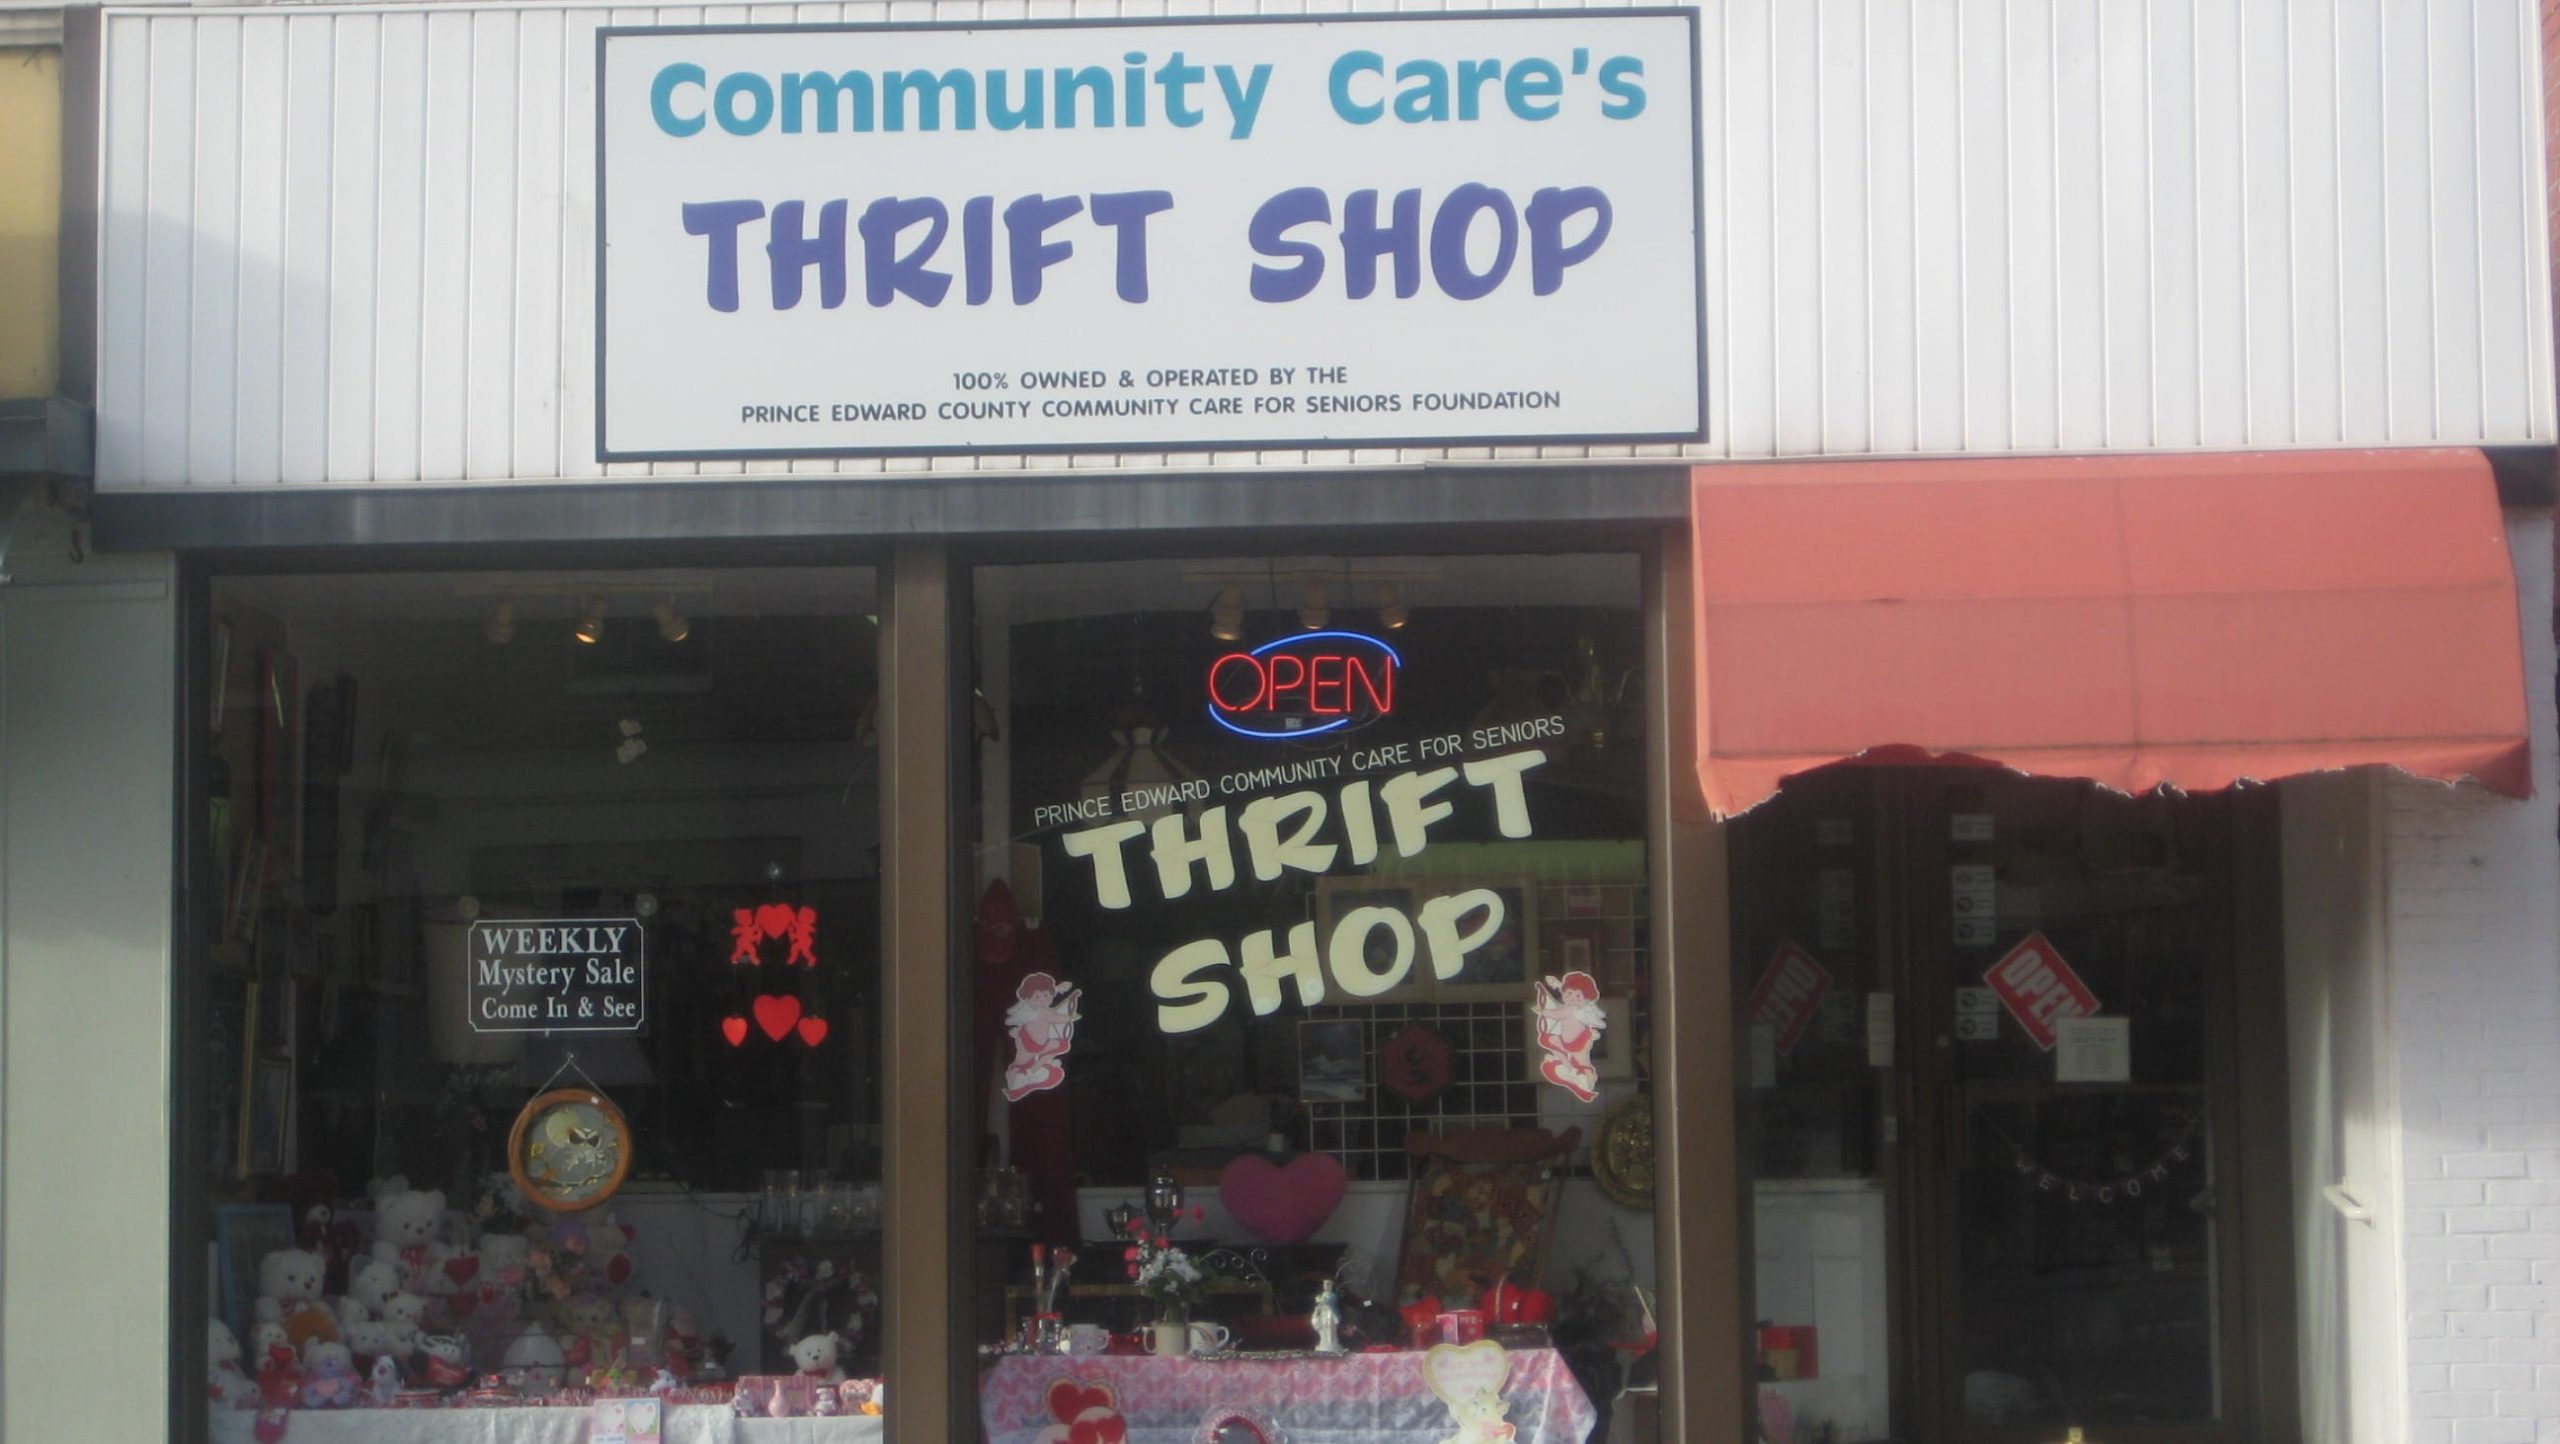 Community Care's
THRIFT SHOP
100% OWNED & OPERATED BY THE
PRINCE EDWARD COUNTY COMMUNITY CARE FOR SENIORS FOUNDATION
OPEN
PRINCE EDWARD COMMUNITY CARE FOR SENIORS
THRIFT
SHOP
WEEKLY
Mystery Sale
Come In & See
OPEN
OPEN
WELCOME